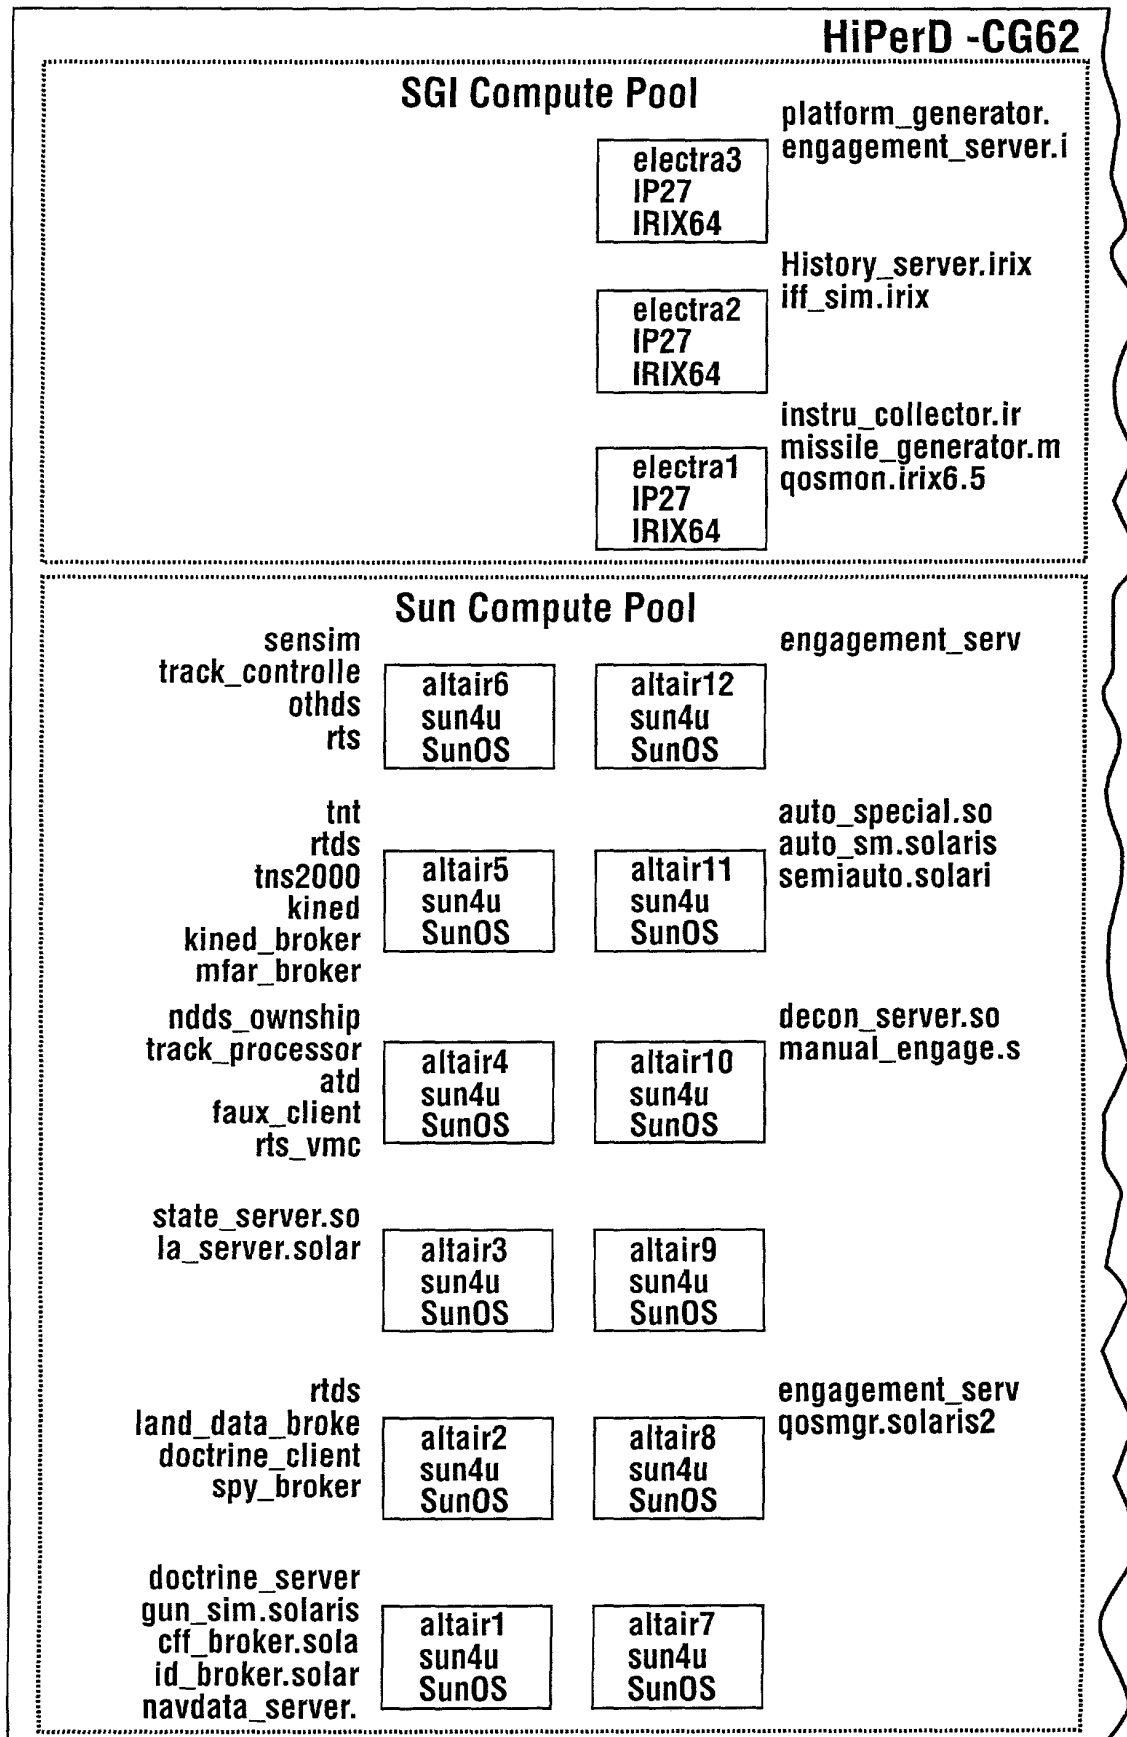 HiPerD -CG62
SGI Compute Pool
platform_generator.
engagement_server.i
electra3
IP27
IRIX64
History_server.irix
iff_sim.irix
electra2
IP27
IRIX64
instru_collector.ir
missile_generator.m
qosmon.irix6.5
electra1
IP27
IRIX64
Sun Compute Pool
sensim
track_controlle
othds
rts
altair6
sun4u
SunOS
altair12
sun4u
SunOS
engagement_serv
tnt
rtds
tns2000
kined
kined_broker
mfar_broker
altair5
sun4u
SunOS
altair11
sun4u
SunOS
auto_special.so
auto_sm.solaris
semiauto.solari
ndds_ownship
track_processor
atd
faux_client
rts_vmc
altair4
sun4u
SunOS
altair10
sun4u
SunOS
decon_server.so
manual_engage.s
state_server.so
la_server.solar
altair3
sun4u
SunOS
altair9
sun4u
SunOS
rtds
land_data_broke
doctrine_client
spy_broker
altair2
sun4u
SunOS
altair8
sun4u
SunOS
engagement_serv
qosmgr.solaris2
doctrine_server
gun_sim.solaris
cff_broker.sola
id_broker.solar
navdata_server.
altair1
sun4u
SunOS
altair7
sun4u
SunOS